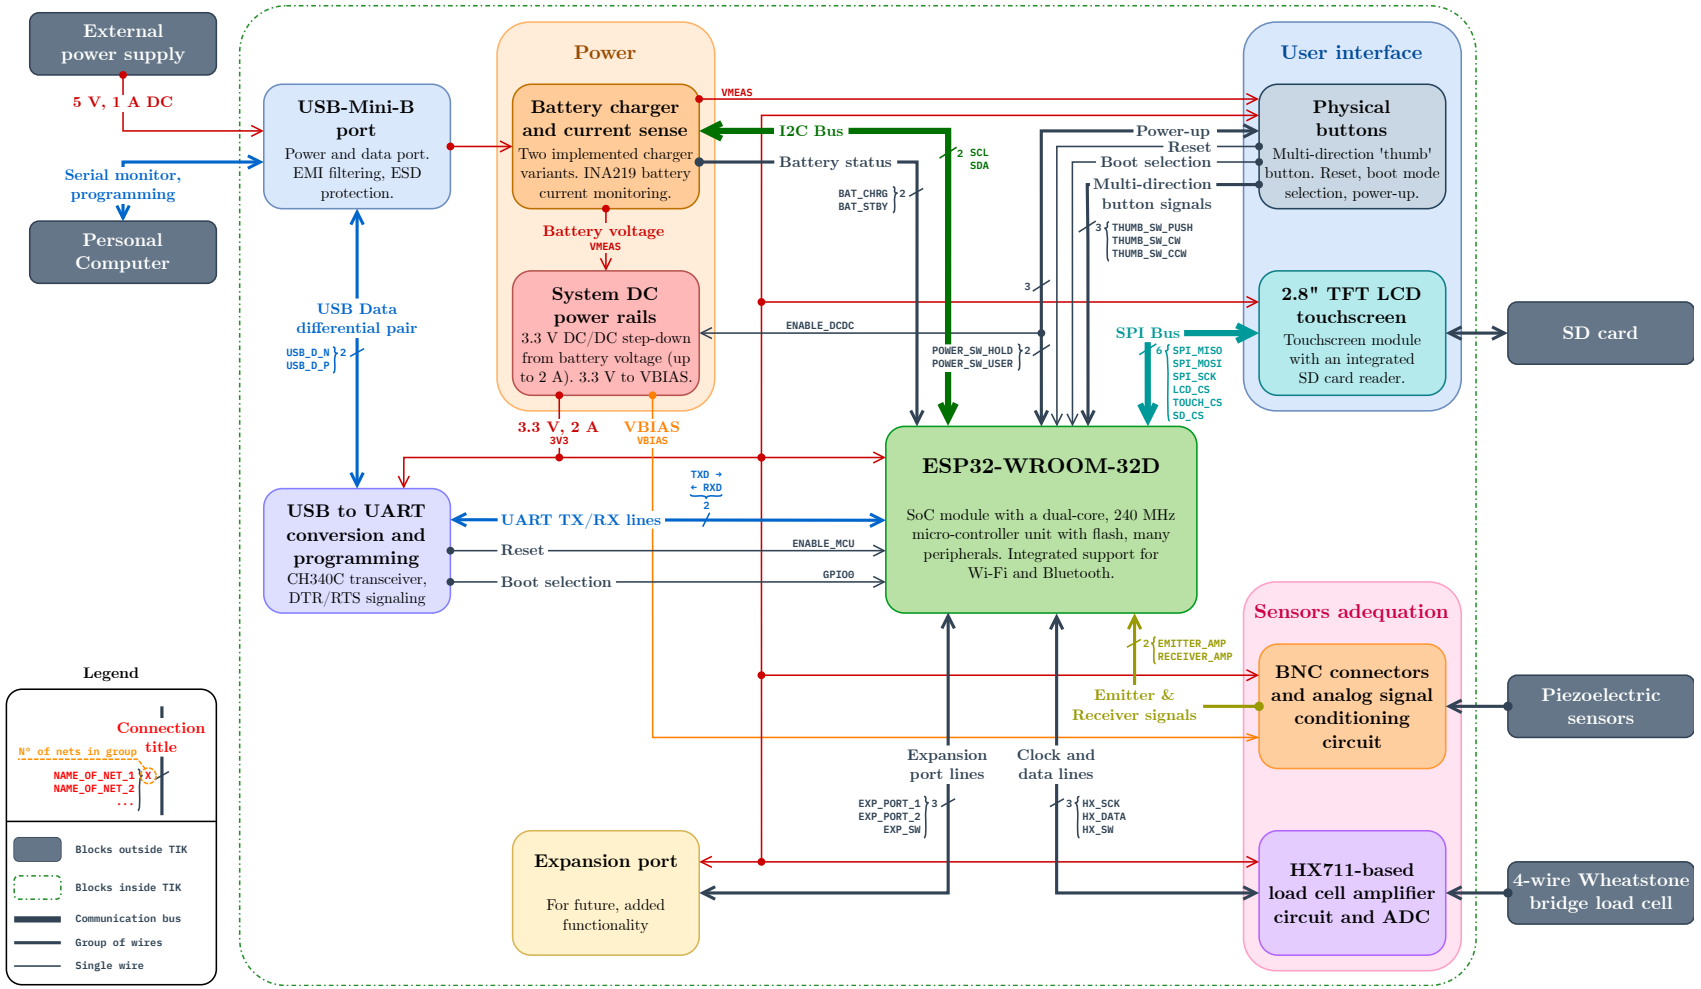 External
power supply
5 V, 1 A DC
Serial monitor,
programming
Personal
Computer
USB-Mini-B
port
Power and data port.
EMI filtering, ESD
protection.
USB Data
differential pair
USB_D_N
USB_D_P
2
Power
Battery charger
and current sense
Two implemented charger
variants. INA219 battery
current monitoring.
Battery voltage
VMEAS
System DC
power rails
3.3 V DC/DC step-down
from battery voltage (up
to 2 A). 3.3 V to VBIAS.
3.3 V, 2 A
3V3
VBIAS
VBIAS
VMEAS
I2C Bus
2 SCL
SDA
Battery status
BAT_CHRG
BAT_STBY
2
ENABLE_DCDC
3
POWER_SW_HOLD
POWER_SW_USER
2
Power-up
Reset
Boot selection
Multi-direction
button signals
3
THUMB_SW_PUSH
THUMB_SW_CW
THUMB_SW_CCW
User interface
Physical
buttons
Multi-direction 'thumb'
button. Reset, boot mode
selection, power-up.
2.8" TFT LCD
touchscreen
Touchscreen module
with an integrated
SD card reader.
SD card
SPI Bus
6
SPI_MISO
SPI_MOSI
SPI_SCK
LCD_CS
TOUCH_CS
SD_CS
USB to UART
conversion and
programming
CH340C transceiver,
DTR/RTS signaling
TXD →
← RXD
2
UART TX/RX lines
Reset
ENABLE_MCU
Boot selection
GPIO0
ESP32-WROOM-32D
SoC module with a dual-core, 240 MHz
micro-controller unit with flash, many
peripherals. Integrated support for
Wi-Fi and Bluetooth.
2
EMITTER_AMP
RECEIVER_AMP
Emitter &
Receiver signals
Sensors adequation
BNC connectors
and analog signal
conditioning
circuit
Piezoelectric
sensors
Expansion
port lines
EXP_PORT_1
EXP_PORT_2
EXP_SW
3
Clock and
data lines
3
HX_SCK
HX_DATA
HX_SW
Expansion port
For future, added
functionality
HX711-based
load cell amplifier
circuit and ADC
4-wire Wheatstone
bridge load cell
Legend
Connection
title
Nº of nets in group
NAME_OF_NET_1
NAME_OF_NET_2
...
X
Blocks outside TIK
Blocks inside TIK
Communication bus
Group of wires
Single wire